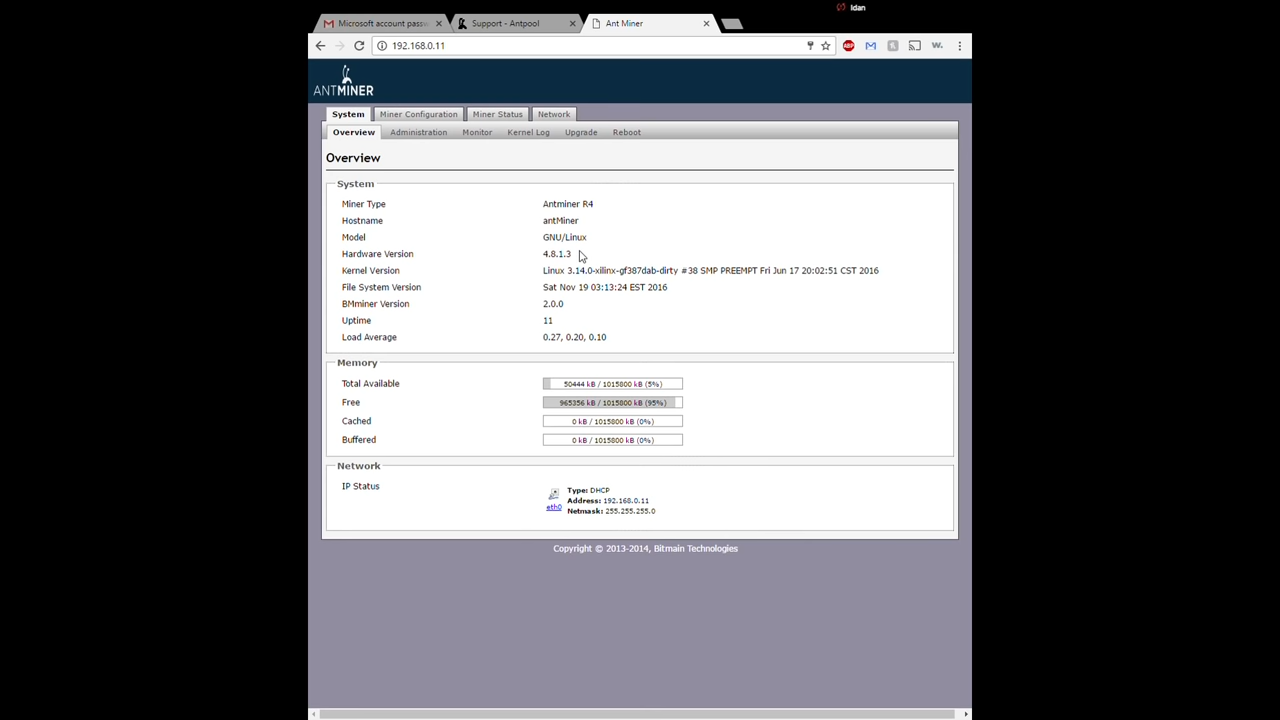 Idan
Microsoft account passw
Support - Antpool
Ant Miner
192.168.0.11
ABP
W.
ANTMINER
System Miner Configuration Miner Status Network
Overview Administration Monitor Kernel Log Upgrade Reboot
Overview
System
Miner Type Antminer R4
Hostname antMiner
Model GNU/Linux
Hardware Version 4.8.1.3
Kernel Version Linux 3.14.0-xilinx-gf387dab-dirty #38 SMP PREEMPT Fri Jun 17 20:02:51 CST 2016
File System Version Sat Nov 19 03:13:24 EST 2016
BMminer Version 2.0.0
Uptime 11
Load Average 0.27, 0.20, 0.10
Memory
Total Available 50444 kB / 1015800 kB (5%)
Free 965356 kB / 1015800 kB (95%)
Cached 0 kB / 1015800 kB (0%)
Buffered 0 kB / 1015800 kB (0%)
Network
IP Status
Type: DHCP
Address: 192.168.0.11
eth0
Netmask: 255.255.255.0
Copyright © 2013-2014, Bitmain Technologies